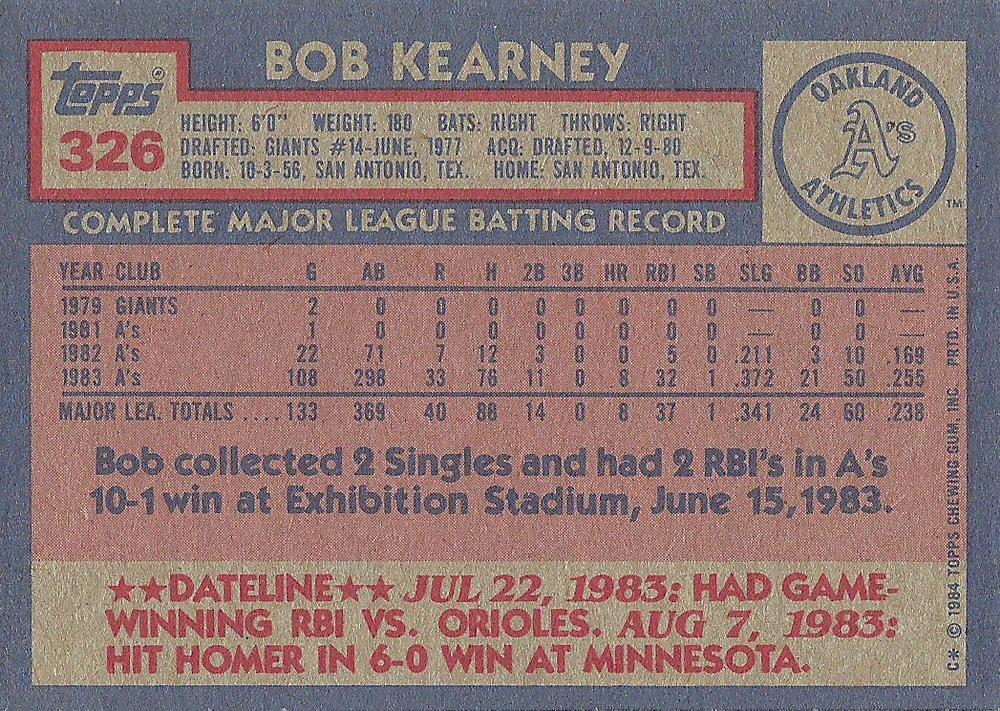 BOB KEARNEY
TOPPS®
326
HEIGHT: 6'0" WEIGHT: 180 BATS: RIGHT THROWS: RIGHT
DRAFTED: GIANTS #14-JUNE, 1977 ACQ: DRAFTED, 12-9-80
BORN: 10-3-56, SAN ANTONIO, TEX. HOME: SAN ANTONIO, TEX.
OAKLAND
A's
ATHLETICS
TM
COMPLETE MAJOR LEAGUE BATTING RECORD
YEAR CLUB G AB R H 2B 3B HR RBI SB SLG BB SO AVG
1979 GIANTS 2 0 0 0 0 0 0 0 0 — 0 0 —
1981 A's 1 0 0 0 0 0 0 0 0 — 0 0 —
1982 A's 22 71 7 12 3 0 0 5 0 .211 3 10 .169
1983 A's 108 298 33 76 11 0 8 32 1 .372 21 50 .255
MAJOR LEA. TOTALS .... 133 369 40 88 14 0 8 37 1 .341 24 60 .238
Bob collected 2 Singles and had 2 RBI's in A's
10-1 win at Exhibition Stadium, June 15, 1983.
★★DATELINE★★ JUL 22, 1983: HAD GAME-
WINNING RBI VS. ORIOLES. AUG 7, 1983:
HIT HOMER IN 6-0 WIN AT MINNESOTA.
C* © 1984 TOPPS CHEWING GUM, INC. PRTD. IN U.S.A.